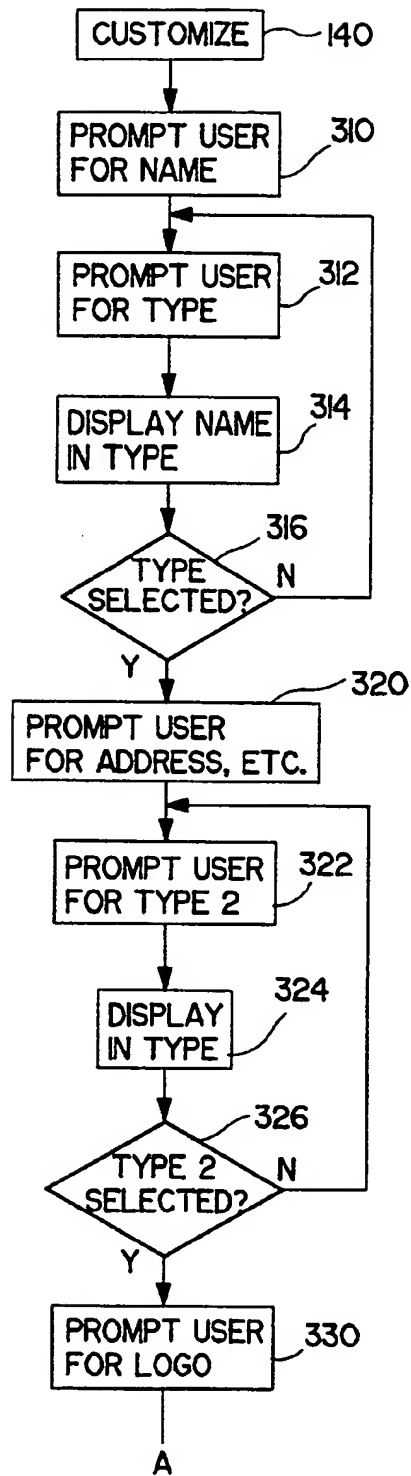 CUSTOMIZE
140
PROMPT USER
FOR NAME
310
PROMPT USER
FOR TYPE
312
DISPLAY NAME
IN TYPE
314
316
TYPE
SELECTED?
N
Y
320
PROMPT USER
FOR ADDRESS, ETC.
PROMPT USER
FOR TYPE 2
322
DISPLAY
IN TYPE
324
326
TYPE 2
SELECTED?
N
Y
PROMPT USER
FOR LOGO
330
A